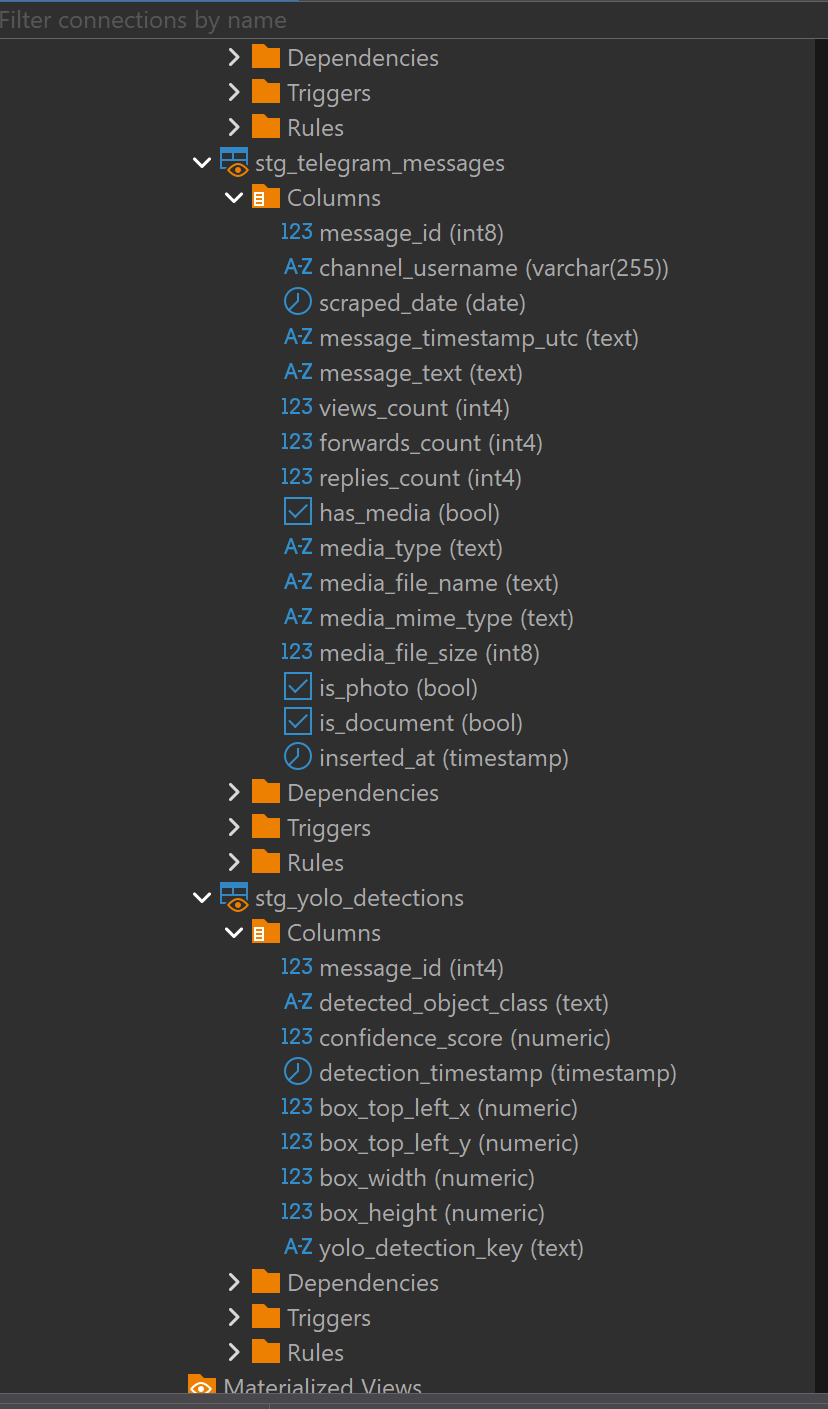 Filter connections by name
Dependencies
Triggers
Rules
stg_telegram_messages
Columns
123 message_id (int8)
A-Z channel_username (varchar(255))
scraped_date (date)
A-Z message_timestamp_utc (text)
A-Z message_text (text)
123 views_count (int4)
123 forwards_count (int4)
123 replies_count (int4)
has_media (bool)
A-Z media_type (text)
A-Z media_file_name (text)
A-Z media_mime_type (text)
123 media_file_size (int8)
is_photo (bool)
is_document (bool)
inserted_at (timestamp)
Dependencies
Triggers
Rules
stg_yolo_detections
Columns
123 message_id (int4)
A-Z detected_object_class (text)
123 confidence_score (numeric)
detection_timestamp (timestamp)
123 box_top_left_x (numeric)
123 box_top_left_y (numeric)
123 box_width (numeric)
123 box_height (numeric)
A-Z yolo_detection_key (text)
Dependencies
Triggers
Rules
Materialized Views